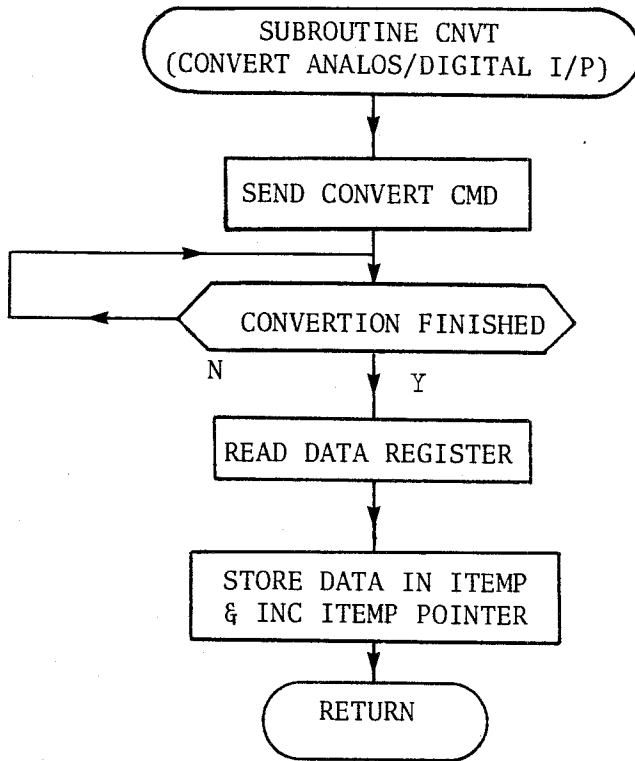 SUBROUTINE CNVT
(CONVERT ANALOS/DIGITAL I/P)
SEND CONVERT CMD
CONVERTION FINISHED
N
Y
READ DATA REGISTER
STORE DATA IN ITEMP
& INC ITEMP POINTER
RETURN